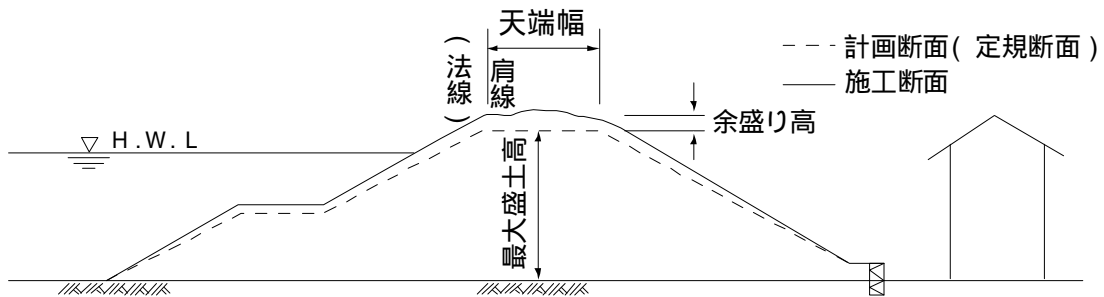 天端幅
(法線)
肩線
計画断面(定規断面)
施工断面
余盛り高
H.W.L
最大盛土高